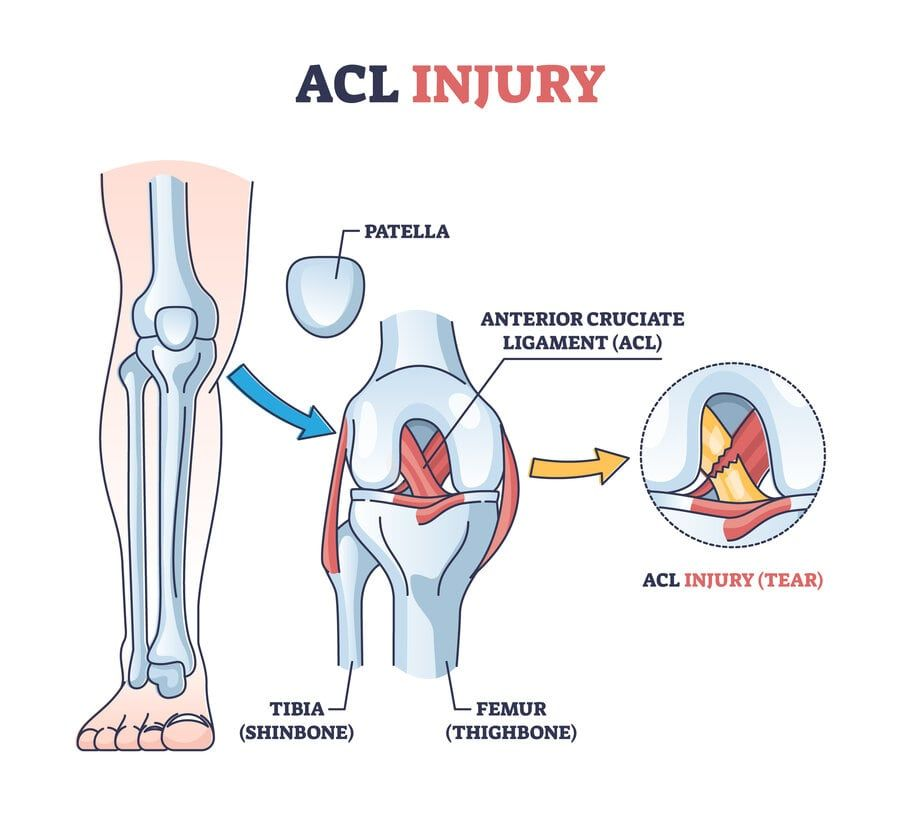 ACL INJURY
PATELLA
ANTERIOR CRUCIATE
LIGAMENT (ACL)
ACL INJURY (TEAR)
TIBIA
(SHINBONE)
FEMUR
(THIGHBONE)